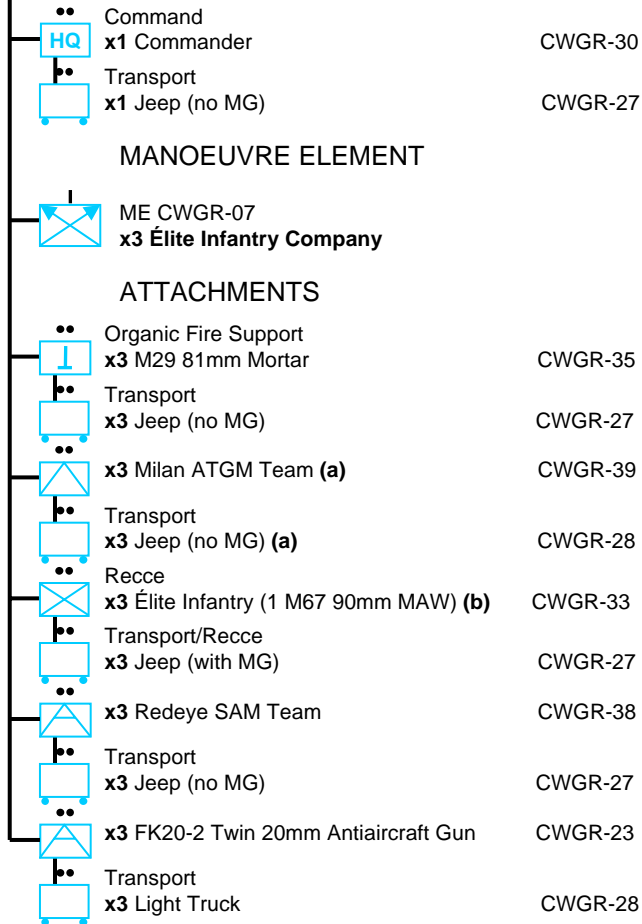 Command
HQ x1 Commander CWGR-30
Transport
x1 Jeep (no MG) CWGR-27
MANOEUVRE ELEMENT
ME CWGR-07
x3 Élite Infantry Company
ATTACHMENTS
Organic Fire Support
x3 M29 81mm Mortar CWGR-35
Transport
x3 Jeep (no MG) CWGR-27
x3 Milan ATGM Team (a) CWGR-39
Transport
x3 Jeep (no MG) (a) CWGR-28
Recce
x3 Élite Infantry (1 M67 90mm MAW) (b) CWGR-33
Transport/Recce
x3 Jeep (with MG) CWGR-27
x3 Redeye SAM Team CWGR-38
Transport
x3 Jeep (no MG) CWGR-27
x3 FK20-2 Twin 20mm Antiaircraft Gun CWGR-23
Transport
x3 Light Truck CWGR-28